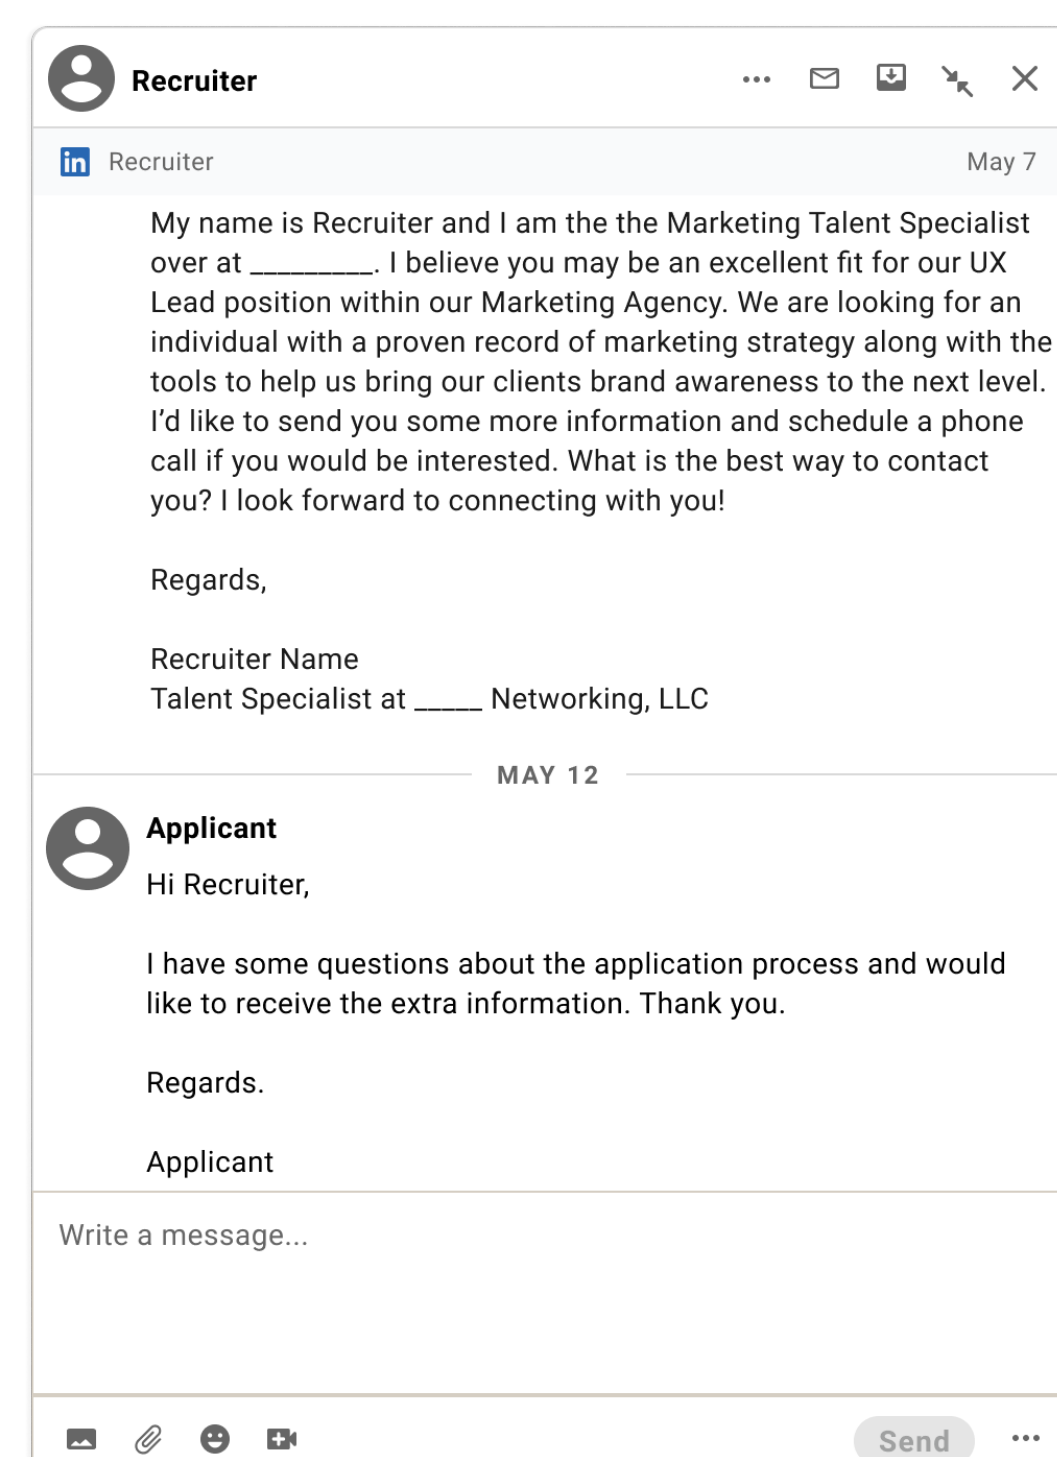 Recruiter
in Recruiter May 7
My name is Recruiter and I am the the Marketing Talent Specialist
over at _________. I believe you may be an excellent fit for our UX
Lead position within our Marketing Agency. We are looking for an
individual with a proven record of marketing strategy along with the
tools to help us bring our clients brand awareness to the next level.
I’d like to send you some more information and schedule a phone
call if you would be interested. What is the best way to contact
you? I look forward to connecting with you!
Regards,
Recruiter Name
Talent Specialist at _____ Networking, LLC
MAY 12
Applicant
Hi Recruiter,
I have some questions about the application process and would
like to receive the extra information. Thank you.
Regards.
Applicant
Write a message...
Send